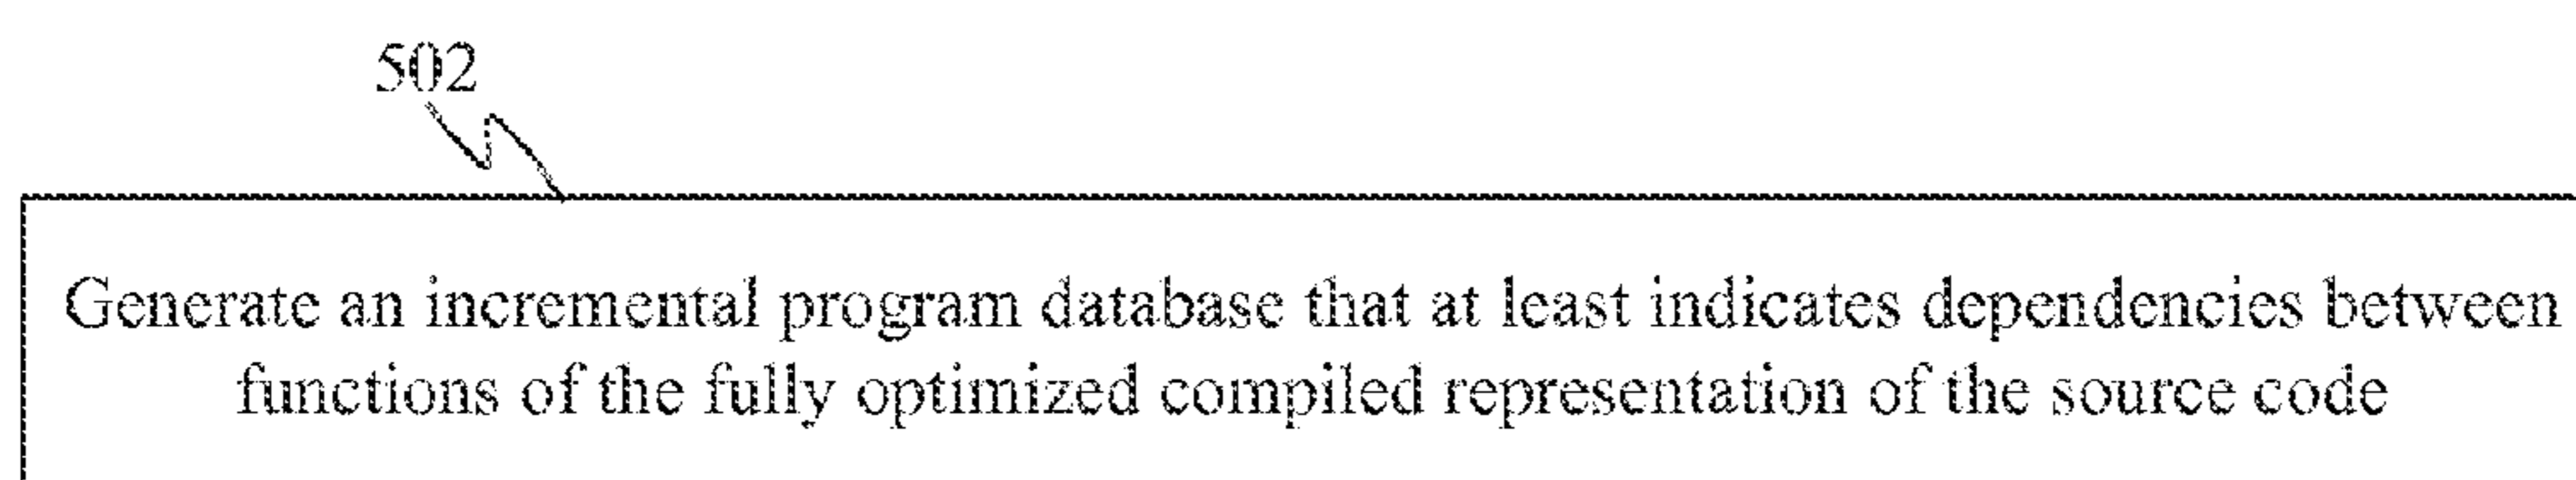 502
Generate an incremental program database that at least indicates dependencies between
functions of the fully optimized compiled representation of the source code